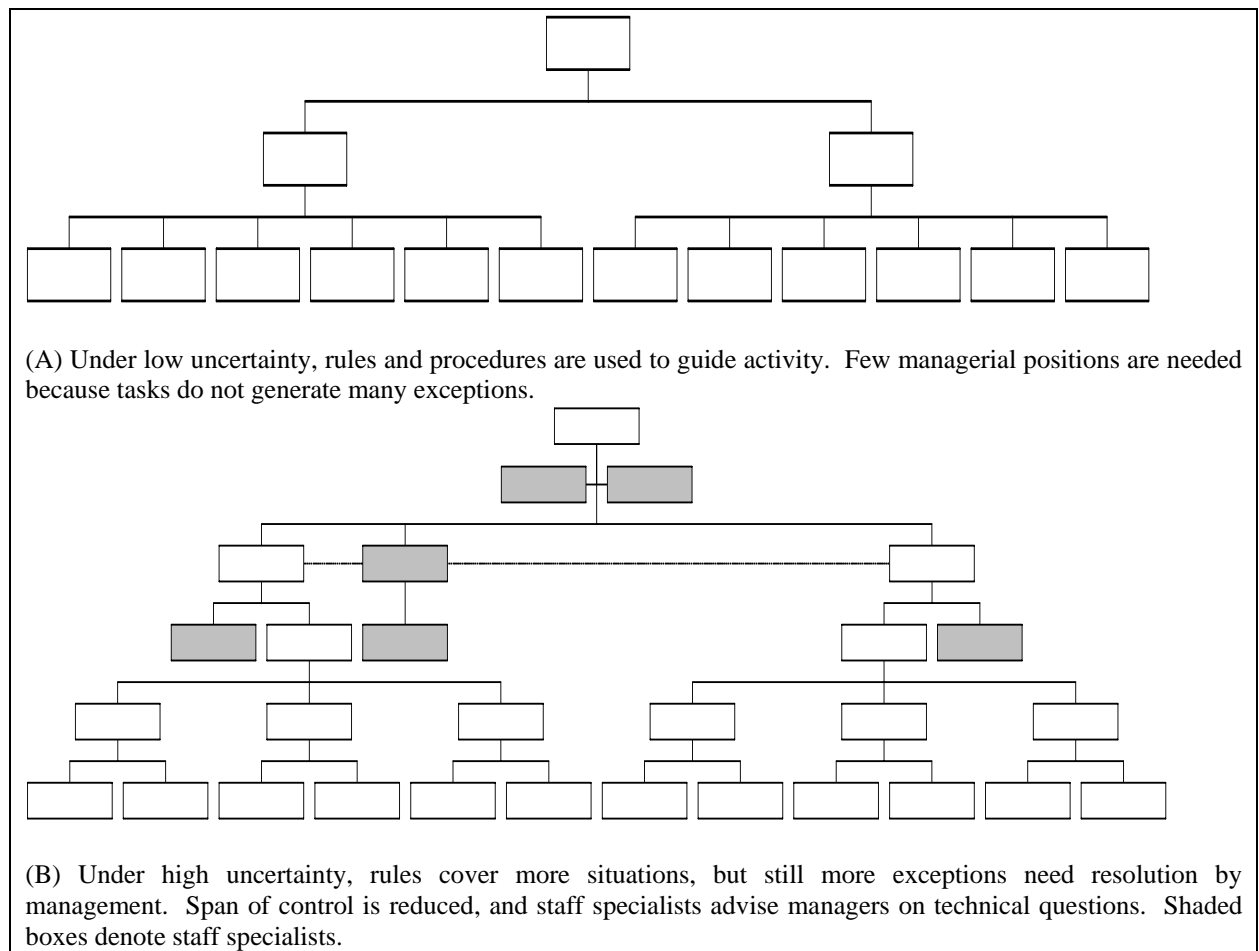 (A) Under low uncertainty, rules and procedures are used to guide activity.  Few managerial positions are needed
because tasks do not generate many exceptions.
(B) Under high uncertainty, rules cover more situations, but still more exceptions need resolution by
management.  Span of control is reduced, and staff specialists advise managers on technical questions.  Shaded
boxes denote staff specialists.